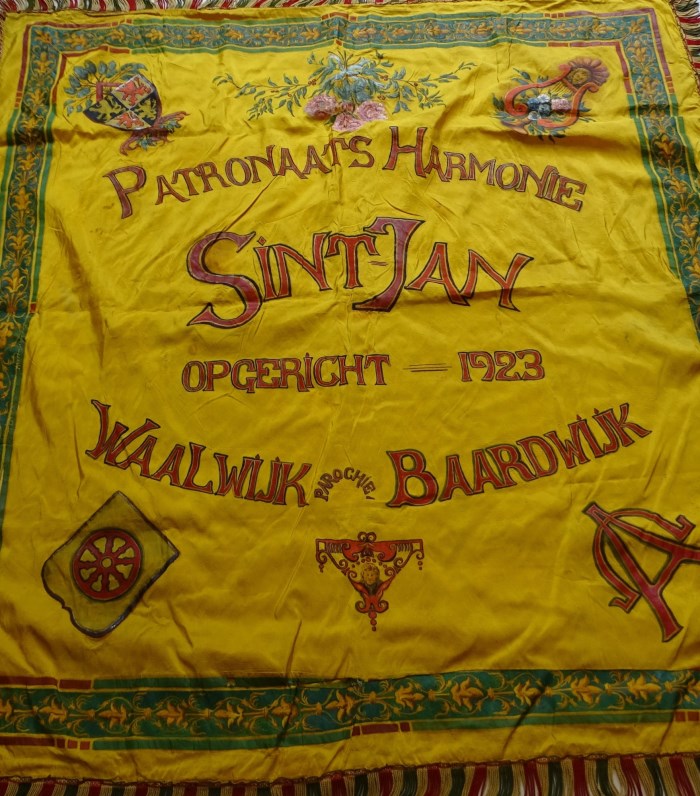 PATRONAATS HARMONIE
SINT-JAN
OPGERICHT — 1923
WAALWIJK PAROCHIE. BAARDWIJK